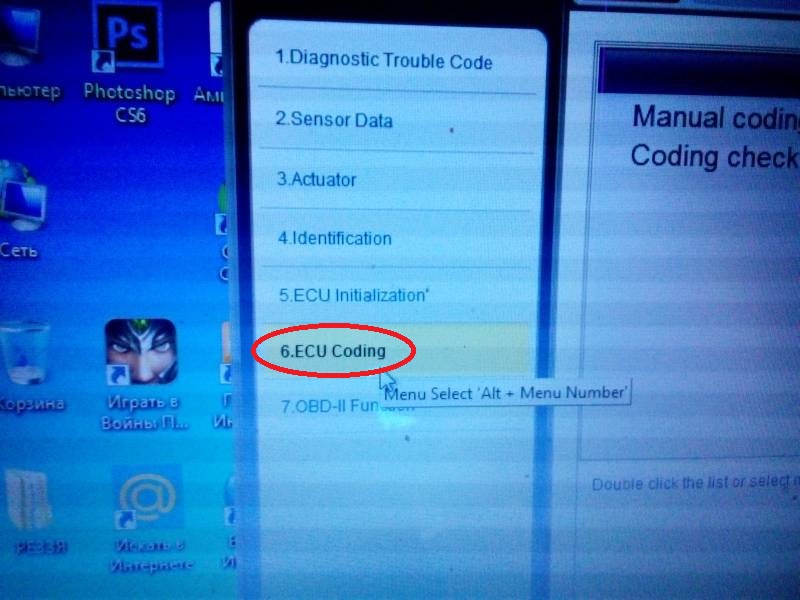 Ps
Photoshop
CS6
Сеть
Корзина
Играть в
Войны П...
@
Искать в
Интернете
1.Diagnostic Trouble Code
2.Sensor Data
3.Actuator
4.Identification
5.ECU Initialization'
6.ECU Coding
Menu Select 'Alt + Menu Number'
7.OBD-II
Manual
Coding check
Double click the list or select